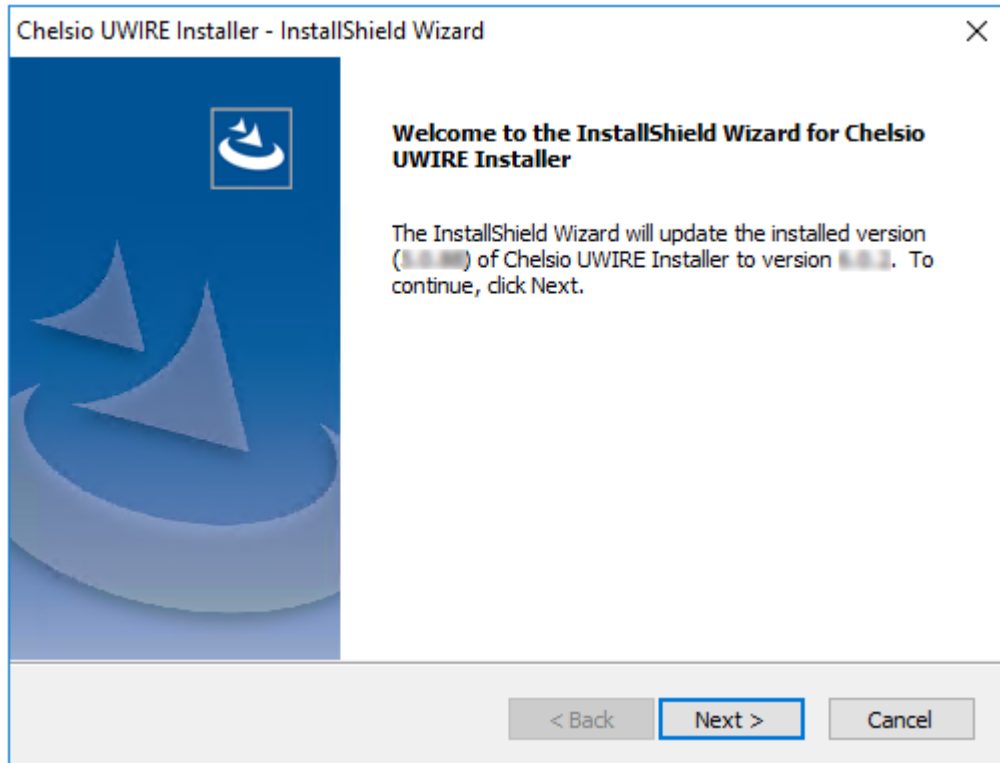 Chelsio UWIRE Installer - InstallShield Wizard
Welcome to the InstallShield Wizard for Chelsio
UWIRE Installer
The InstallShield Wizard will update the installed version
( ) of Chelsio UWIRE Installer to version . To
continue, click Next.
< Back
Next >
Cancel